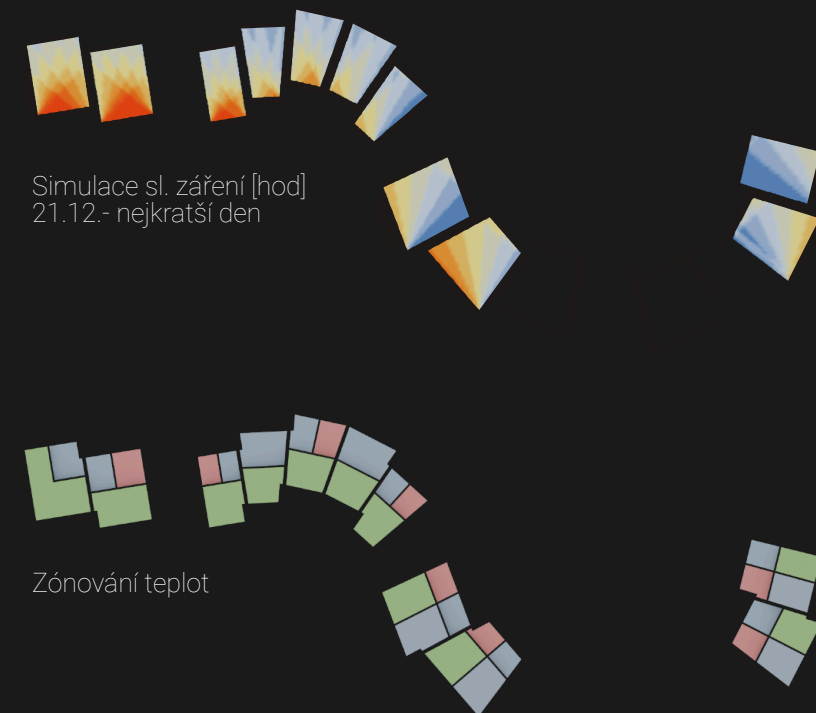 Simulace sl. záření [hod]
21.12.- nejkratší den
Zónování teplot